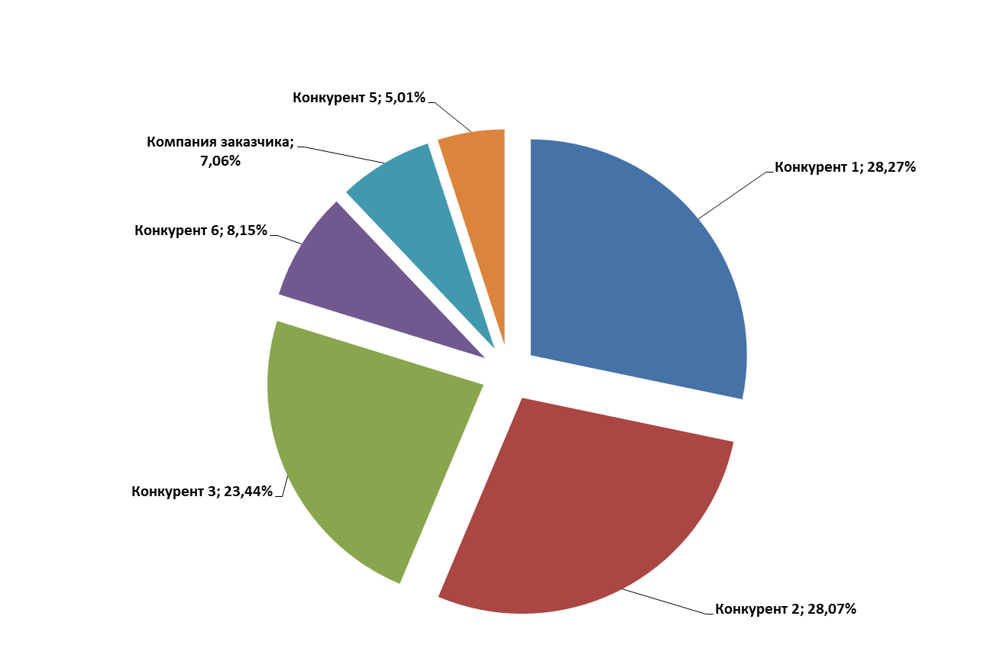 Конкурент 5; 5,01%
Компания заказчика;
7,06%
Конкурент 1; 28,27%
Конкурент 6; 8,15%
Конкурент 3; 23,44%
Конкурент 2; 28,07%